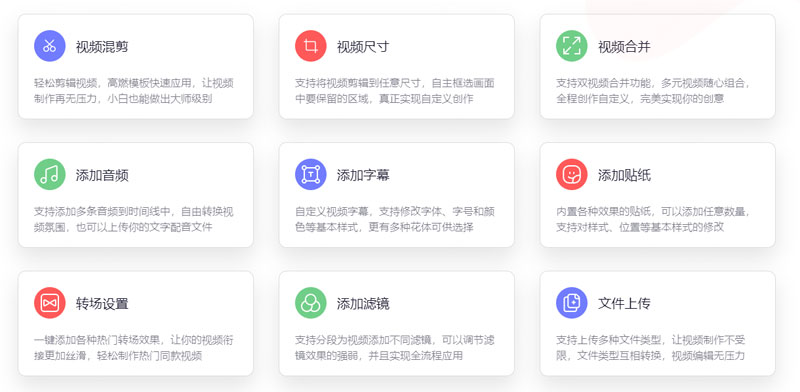 视频混剪
轻松剪辑视频，高燃模板快速应用，让视频
制作再无压力，小白也能做出大师级别
视频尺寸
支持将视频剪辑到任意尺寸，自主框选画面
中要保留的区域，真正实现自定义创作
视频合并
支持双视频合并功能，多元视频随心组合，
全程创作自定义，完美实现你的创意
添加音频
支持添加多条音频到时间线中，自由转换视
频氛围，也可以上传你的文字配音文件
添加字幕
自定义视频字幕，支持修改字体、字号和颜
色等基本样式，更有多种花体可供选择
添加贴纸
内置各种效果的贴纸，可以添加任意数量，
支持对样式、位置等基本样式的修改
转场设置
一键添加各种热门转场效果，让你的视频衔
接更加丝滑，轻松制作热门同款视频
添加滤镜
支持分段为视频添加不同滤镜，可以调节滤
镜效果的强弱，并且实现全流程应用
文件上传
支持上传多种文件类型，让视频制作不受
限，文件类型互相转换，视频编辑无压力